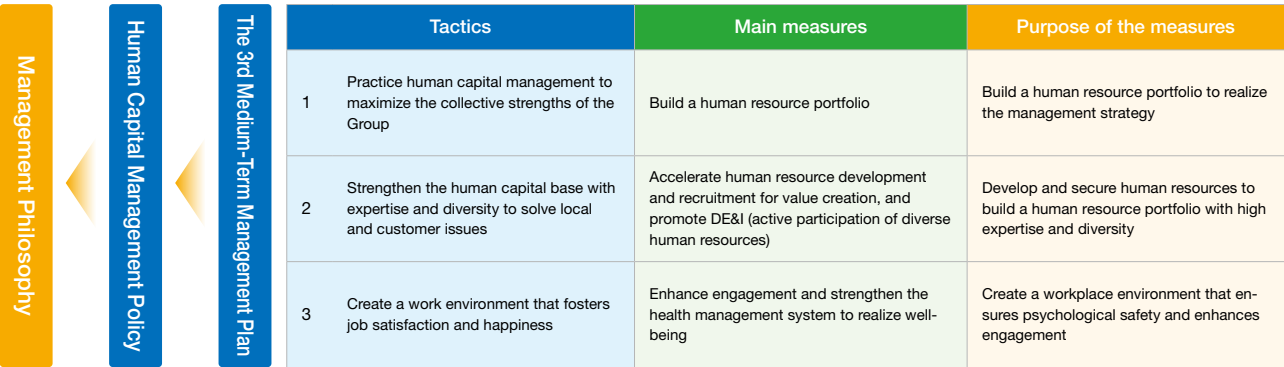 Management Philosophy
Human Capital Management Policy
The 3rd Medium-Term Management Plan
Tactics
Main measures
Purpose of the measures
1
Practice human capital management to
maximize the collective strengths of the
Group
Build a human resource portfolio
Build a human resource portfolio to realize
the management strategy
2
Strengthen the human capital base with
expertise and diversity to solve local
and customer issues
Accelerate human resource development
and recruitment for value creation, and
promote DE&I (active participation of diverse
human resources)
Develop and secure human resources to
build a human resource portfolio with high
expertise and diversity
3
Create a work environment that fosters
job satisfaction and happiness
Enhance engagement and strengthen the
health management system to realize well-
being
Create a workplace environment that en-
sures psychological safety and enhances
engagement